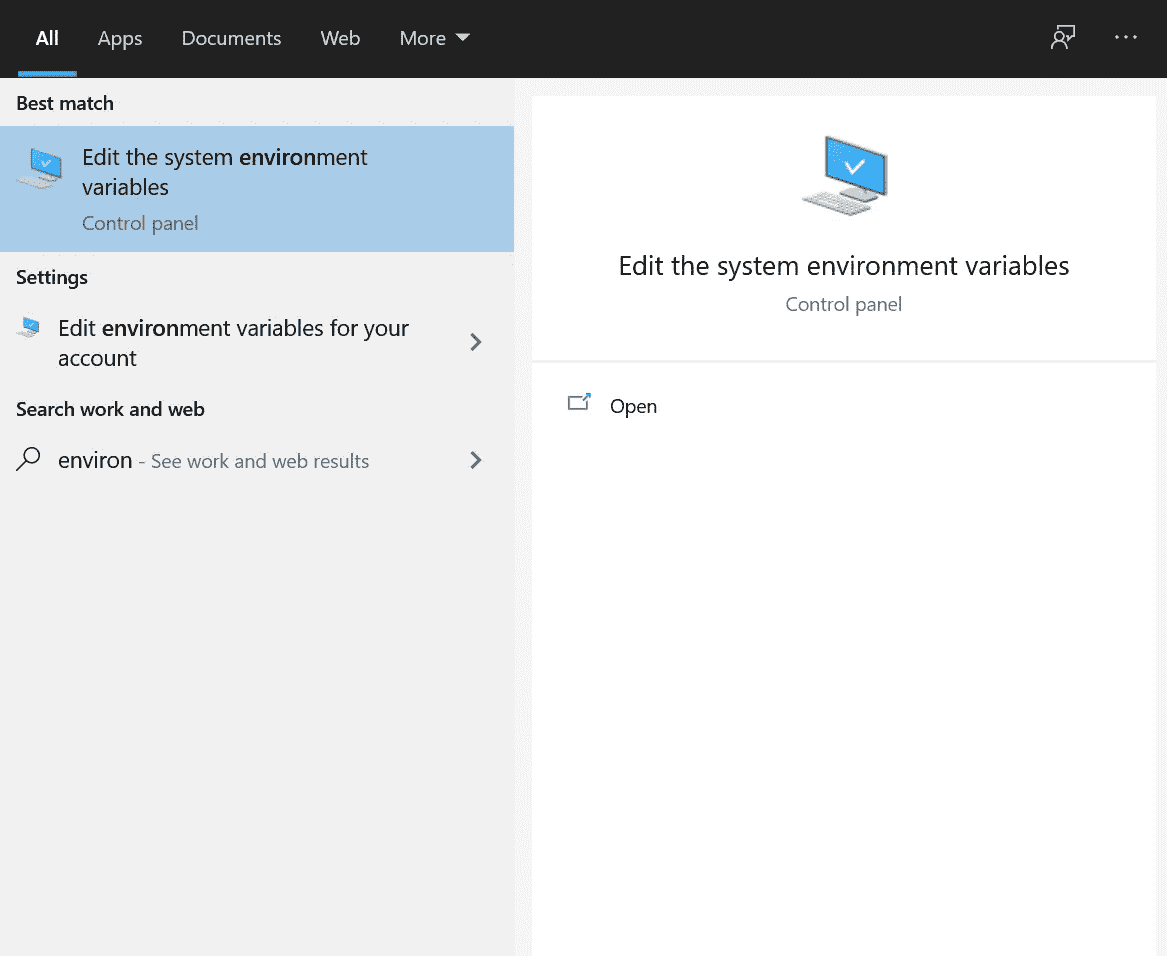 All Apps Documents Web More
Best match
Edit the system environment
variables
Control panel
Settings
Edit environment variables for your
account
Search work and web
environ - See work and web results
Edit the system environment variables
Control panel
Open